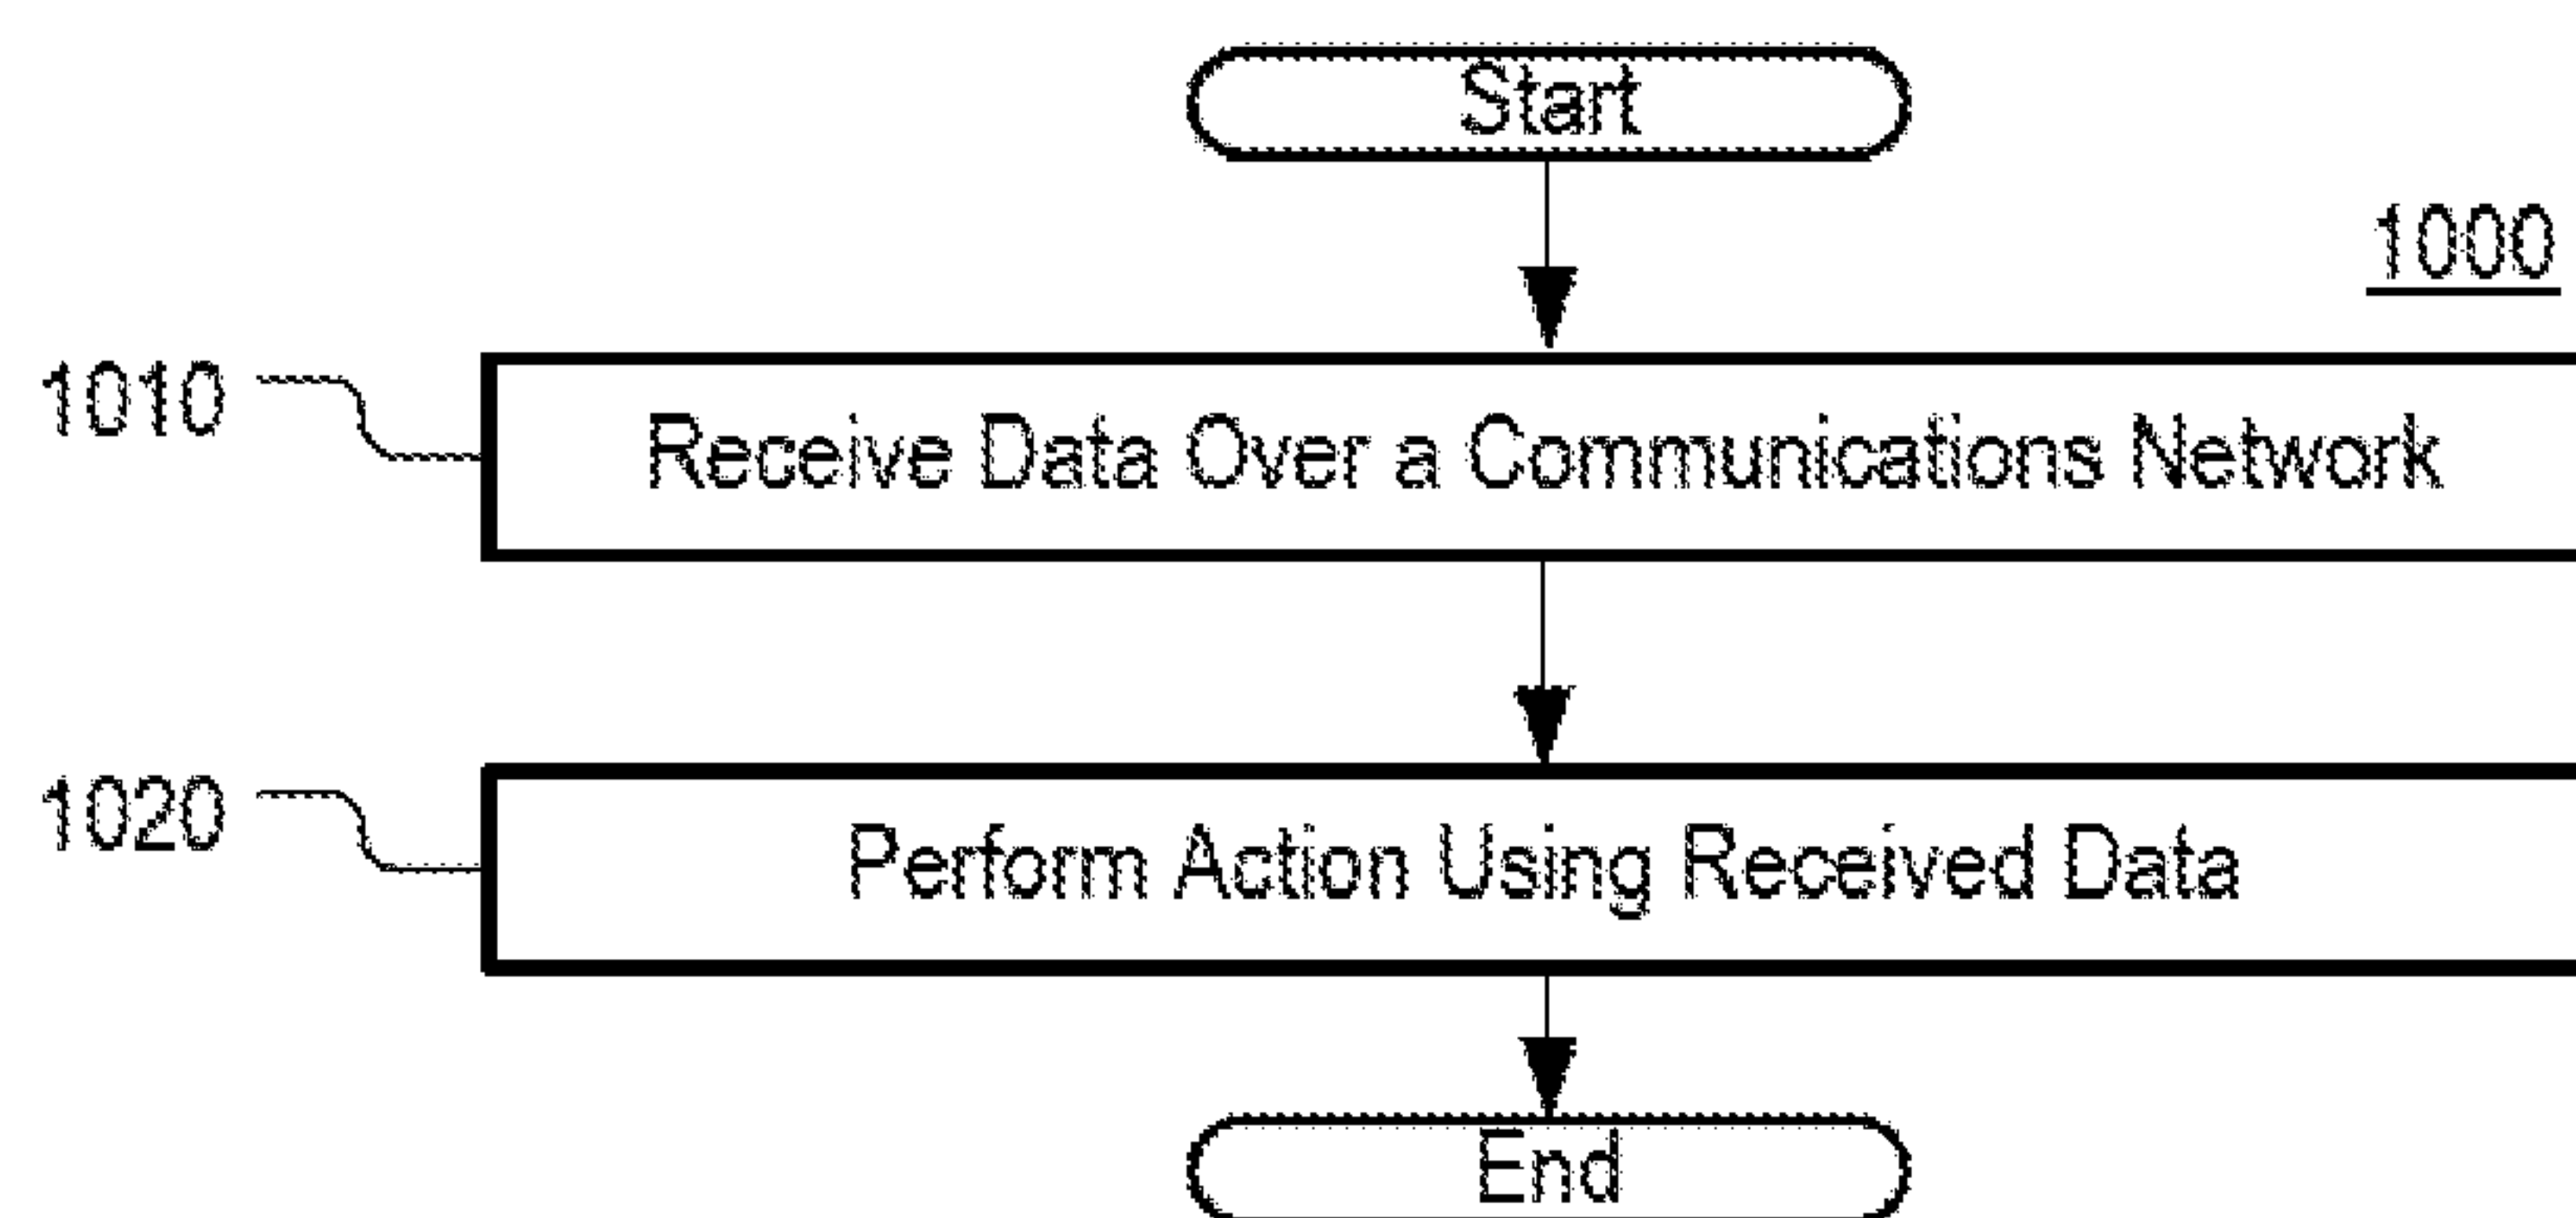 Start
1000
1010
Receive Data Over a Communications Network
1020
Perform Action Using Received Data
End